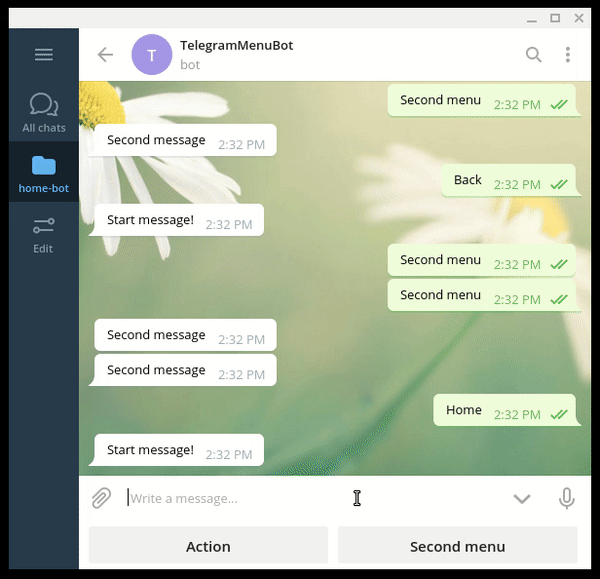 TelegramMenuBot
T
bot
Second menu 2:32 PM
All chats
Second message 2:32 PM
home-bot
Back 2:32 PM
Start message! 2:32 PM
Edit
Second menu 2:32 PM
Second menu 2:32 PM
Second message 2:32 PM
Second message 2:32 PM
Home 2:32 PM
Start message! 2:32 PM
Write a message...
Action
Second menu